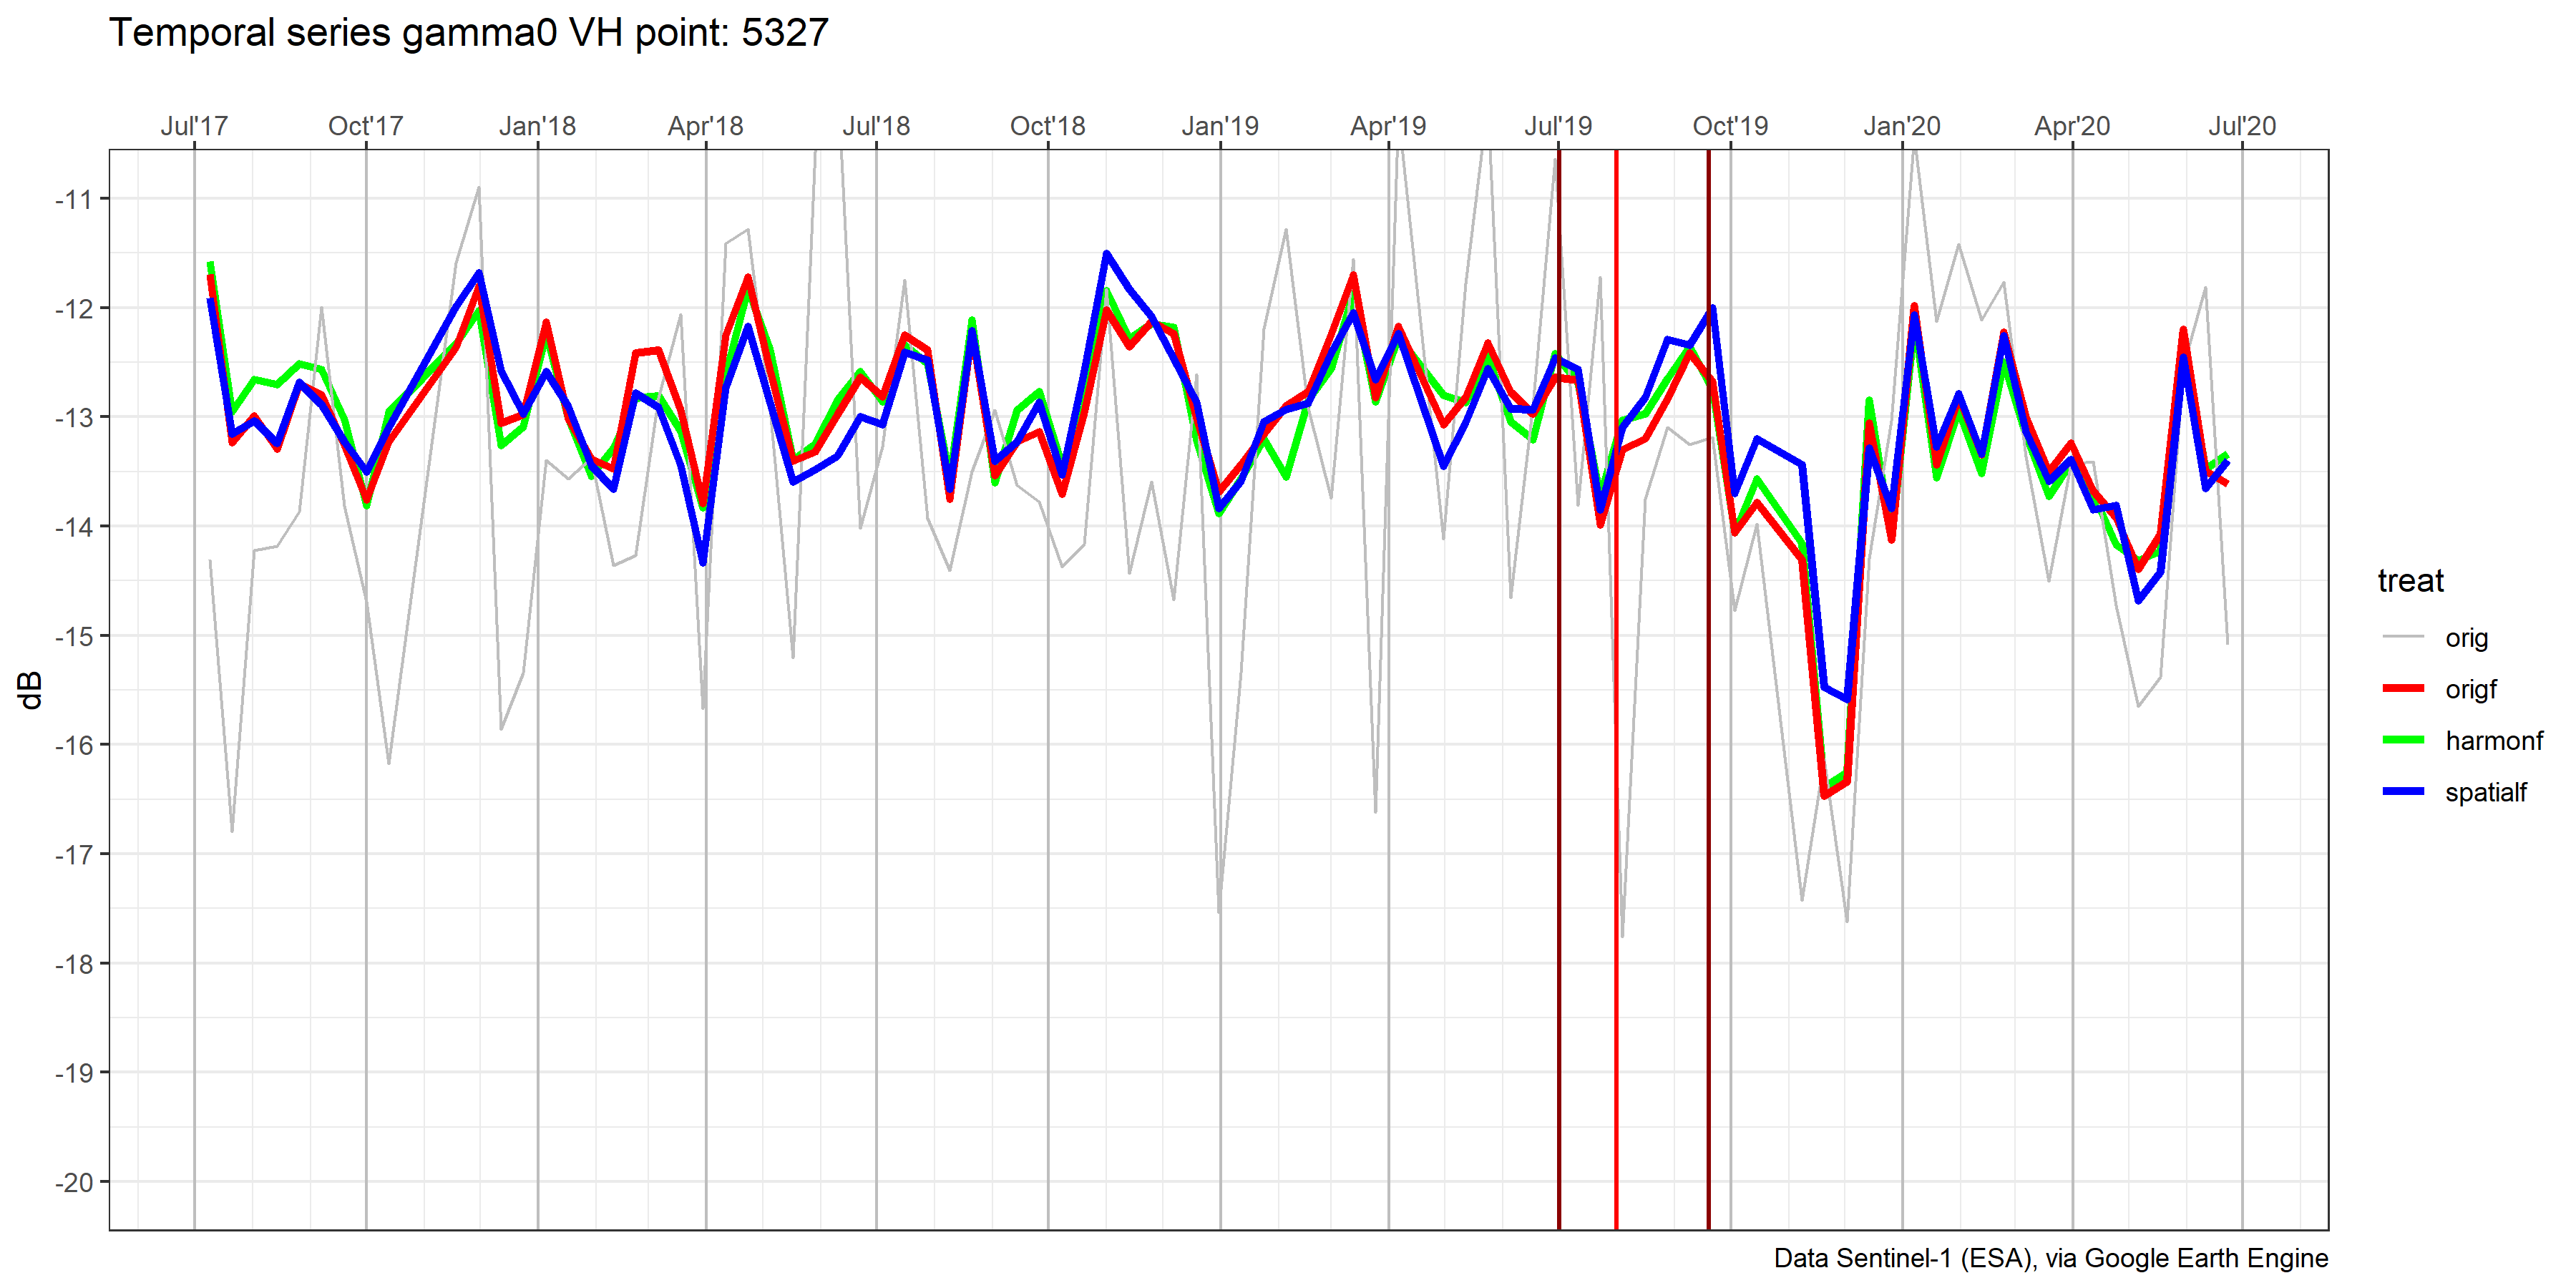 Temporal series gamma0 VH point: 5327
Jul'17 Oct'17 Jan'18 Apr'18 Jul'18 Oct'18 Jan'19 Apr'19 Jul'19 Oct'19 Jan'20 Apr'20 Jul'20
-11
-12
-13
-14
-15
-16
-17
-18
-19
-20
dB
treat
orig
origf
harmonf
spatialf
Data Sentinel-1 (ESA), via Google Earth Engine